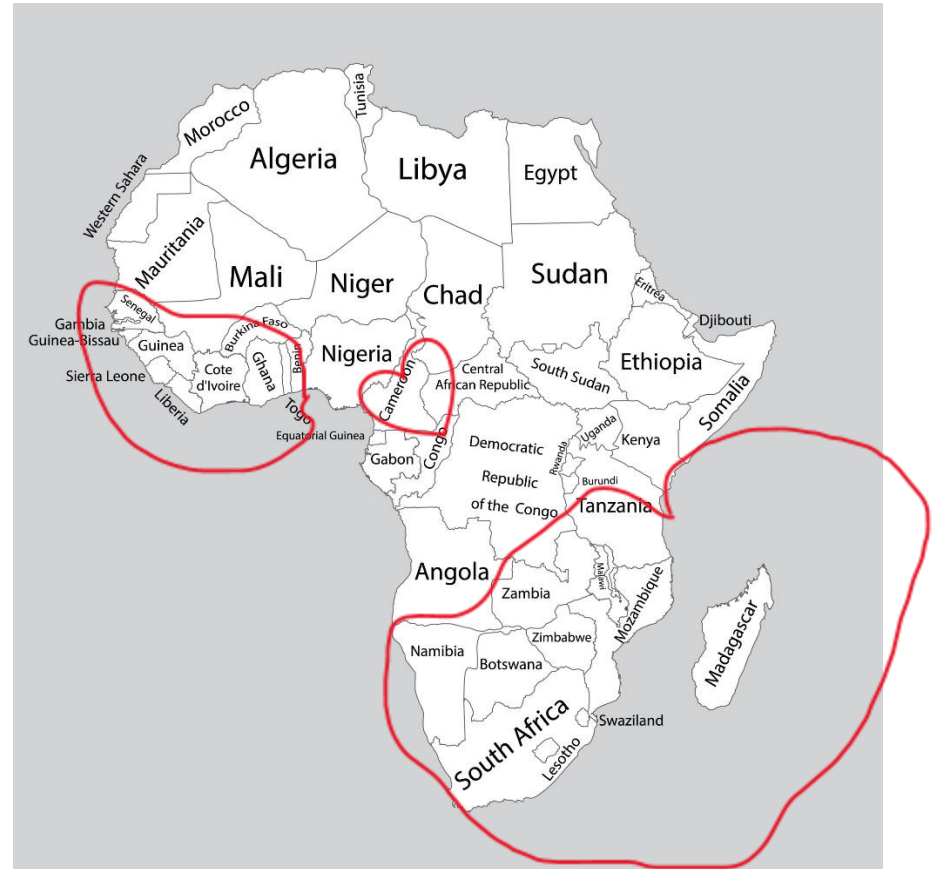 Tunisia
Morocco
Algeria
Libya
Egypt
Western Sahara
Mauritania
Mali
Niger
Chad
Sudan
Eritrea
Djibouti
Senegal
Gambia
Guinea-Bissau
Guinea
Sierra Leone
Liberia
Cote
d'Ivoire
Burkina Faso
Ghana
Togo
Benin
Nigeria
Cameroon
Equatorial Guinea
Central
African Republic
South Sudan
Ethiopia
Somalia
Gabon
Congo
Democratic
Republic
of the Congo
Uganda
Kenya
Rwanda
Burundi
Tanzania
Angola
Zambia
Malawi
Mozambique
Madagascar
Namibia
Botswana
Zimbabwe
South Africa
Swaziland
Lesotho